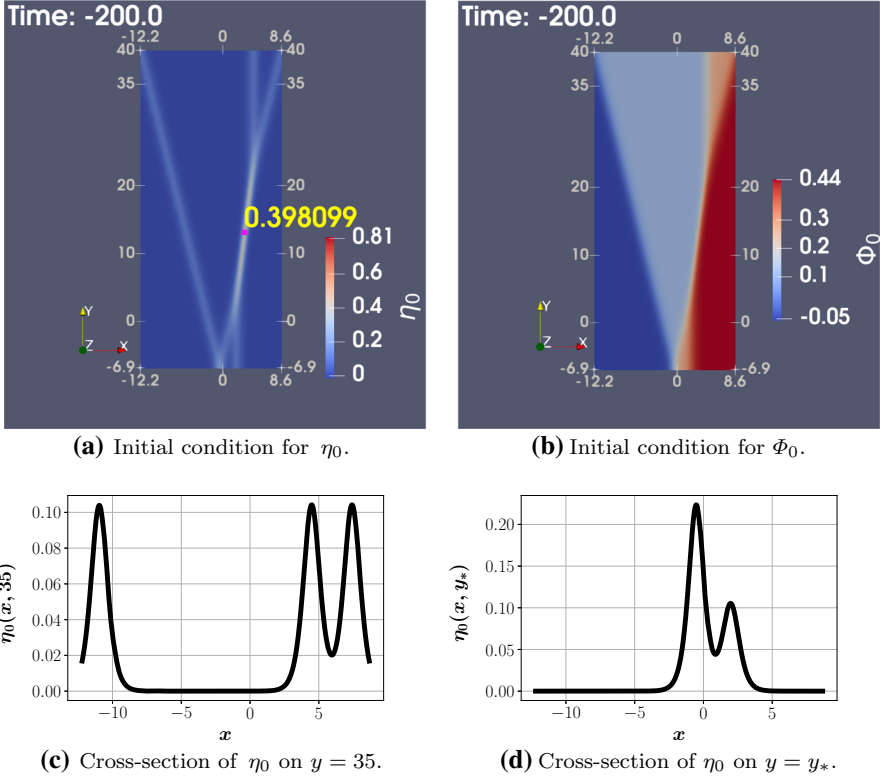 Time: -200.0
-12.2 0 8.6
40 40
35 35
20 20
0.398099
10 10
0 0
-6.9 -6.9
-12.2 0 8.6
0.81
0.6
0.4
0.2
0
η₀
Y
Z X
(a) Initial condition for η₀.
Time: -200.0
-12.2 0 8.6
40 40
35 35
20 20
10 10
0 0
-6.9 -6.9
-12.2 0 8.6
0.44
0.3
0.2
0.1
-0.05
Φ₀
Y
Z X
(b) Initial condition for Φ₀.
η₀(x, 35)
0.10
0.08
0.06
0.04
0.02
0.00
−10 −5 0 5
x
(c) Cross-section of η₀ on y = 35.
η₀(x, y∗)
0.20
0.15
0.10
0.05
0.00
−10 −5 0 5
x
(d) Cross-section of η₀ on y = y∗.